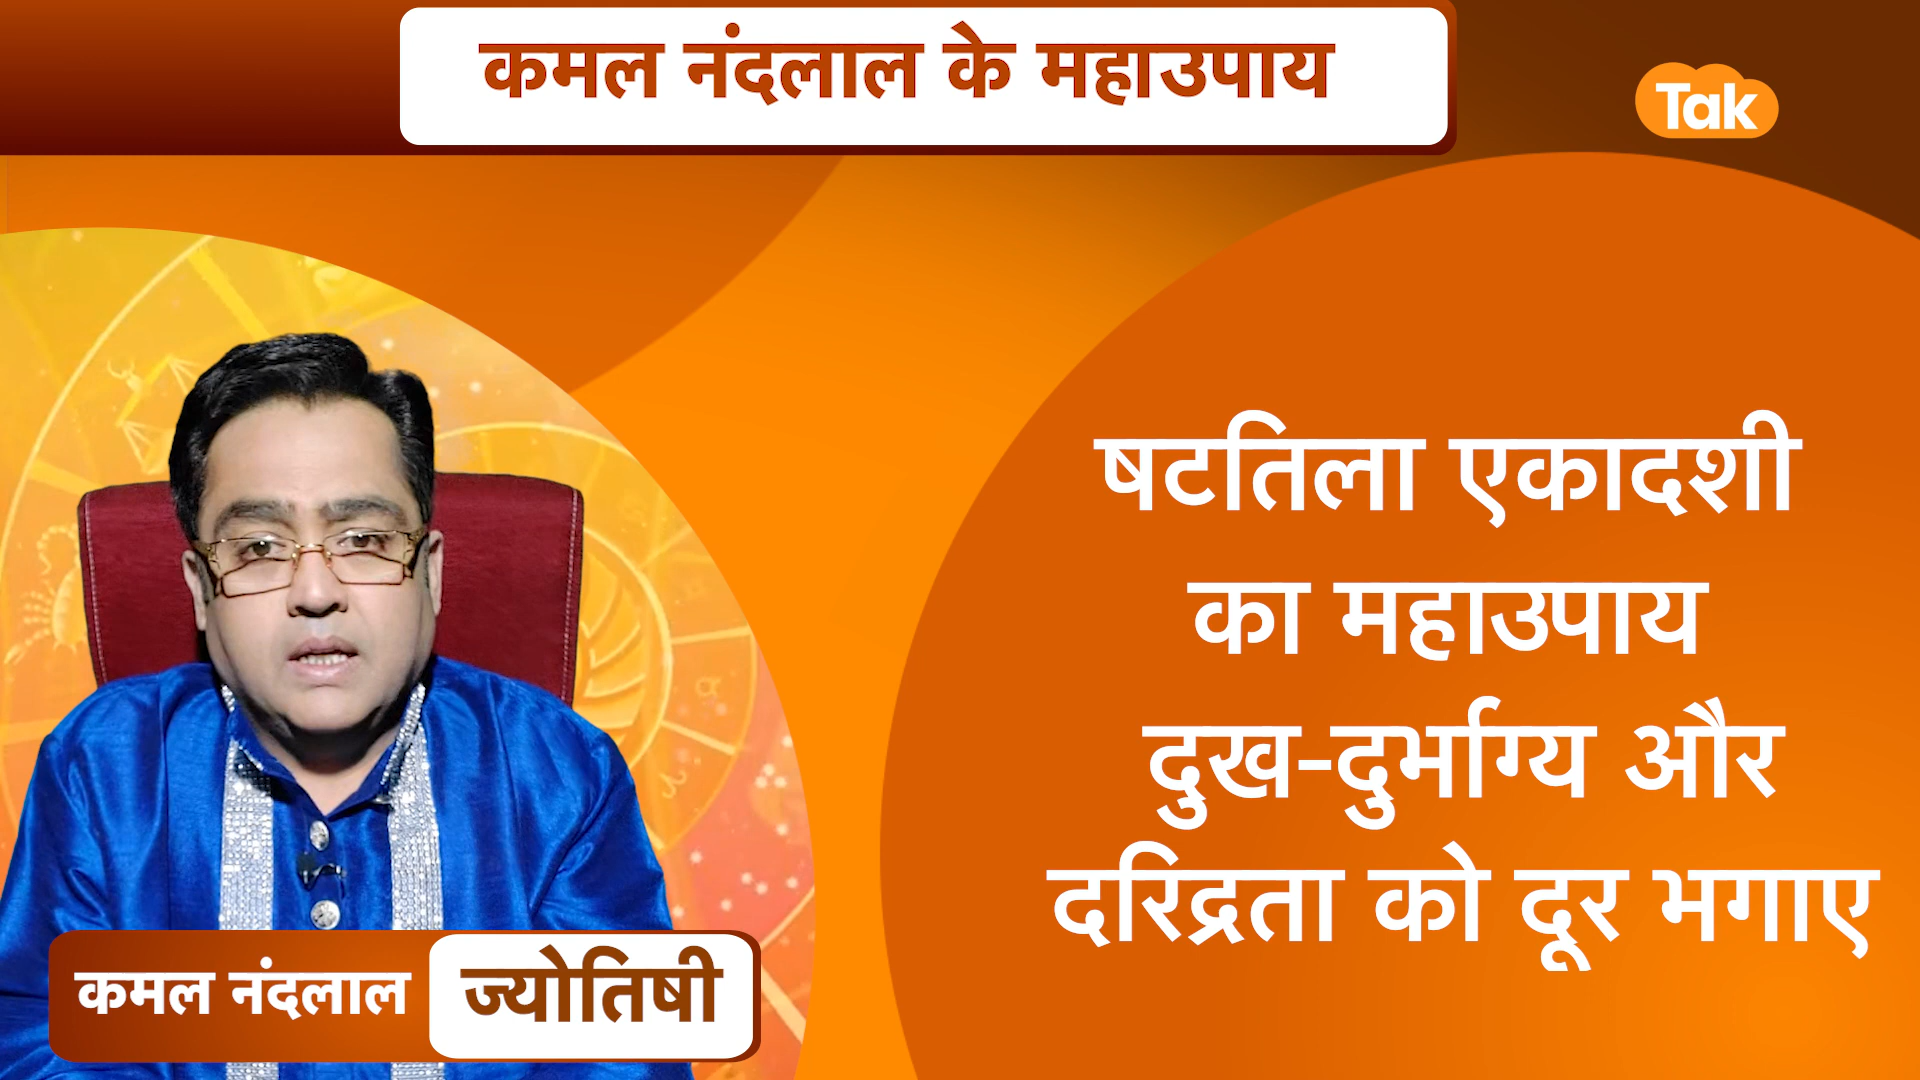 कमल नंदलाल के महाउपाय
Tak
षटतिला एकादशी
का महाउपाय
दुख-दुर्भाग्य और
दरिद्रता को दूर भगाए
कमल नंदलाल
ज्योतिषी